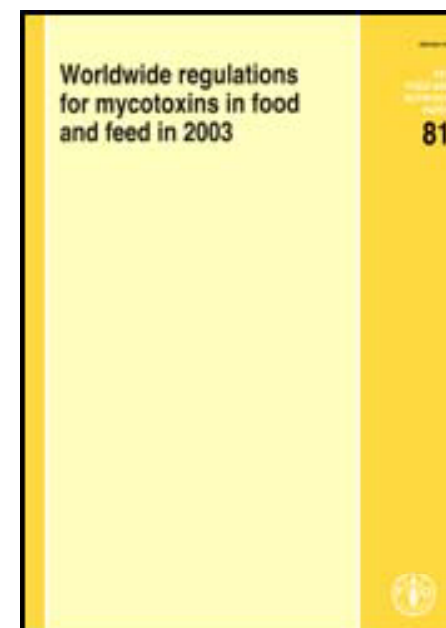 Worldwide regulations
for mycotoxins in food
and feed in 2003
81